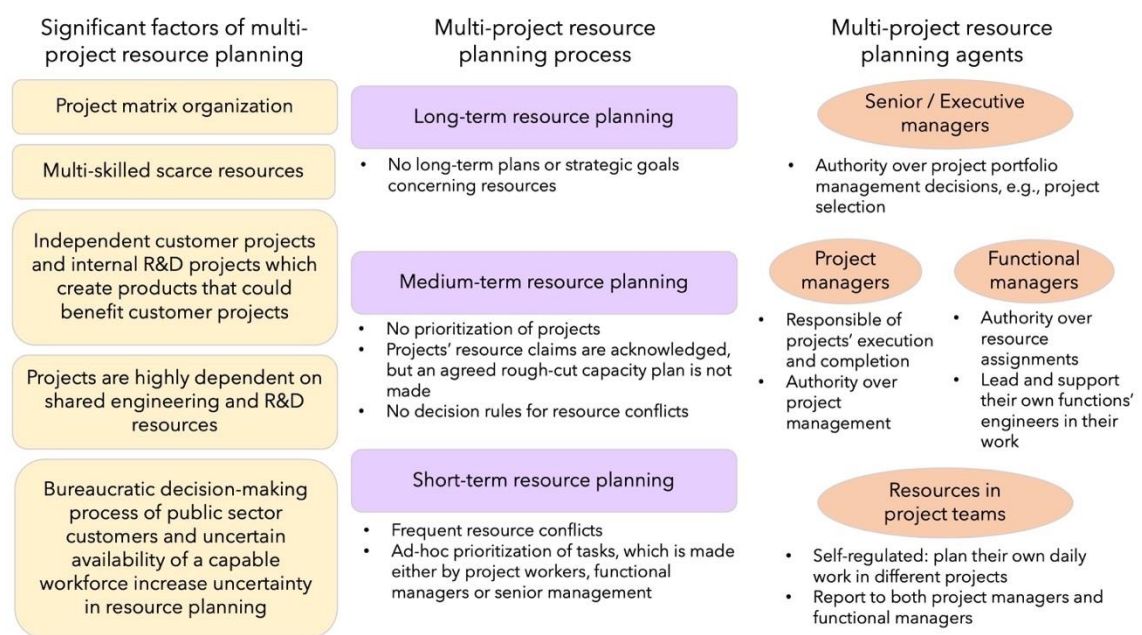 Significant factors of multi-
project resource planning
Project matrix organization
Multi-skilled scarce resources
Independent customer projects
and internal R&D projects which
create products that could
benefit customer projects
Projects are highly dependent on
shared engineering and R&D
resources
Bureaucratic decision-making
process of public sector
customers and uncertain
availability of a capable
workforce increase uncertainty
in resource planning
Multi-project resource
planning process
Long-term resource planning
• No long-term plans or strategic goals
concerning resources
Medium-term resource planning
• No prioritization of projects
• Projects' resource claims are acknowledged,
but an agreed rough-cut capacity plan is not
made
• No decision rules for resource conflicts
Short-term resource planning
• Frequent resource conflicts
• Ad-hoc prioritization of tasks, which is made
either by project workers, functional
managers or senior management
Multi-project resource
planning agents
Senior / Executive
managers
• Authority over project portfolio
management decisions, e.g., project
selection
Project
managers
• Responsible of
projects' execution
and completion
• Authority over
project
management
Functional
managers
• Authority over
resource
assignments
• Lead and support
their own functions'
engineers in their
work
Resources in
project teams
• Self-regulated: plan their own daily
work in different projects
• Report to both project managers and
functional managers